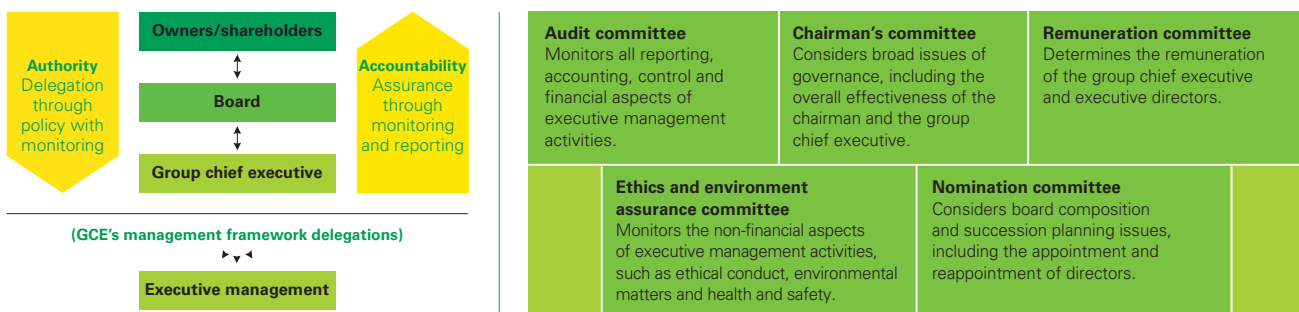 Owners/shareholders
Authority
Delegation
through
policy with
monitoring
Board
Accountability
Assurance
through
monitoring
and reporting
Group chief executive
(GCE’s management framework delegations)
Executive management
Audit committee
Monitors all reporting,
accounting, control and
financial aspects of
executive management
activities.
Chairman’s committee
Considers broad issues of
governance, including the
overall effectiveness of the
chairman and the group
chief executive.
Remuneration committee
Determines the remuneration
of the group chief executive
and executive directors.
Ethics and environment
assurance committee
Monitors the non-financial aspects
of executive management activities,
such as ethical conduct, environmental
matters and health and safety.
Nomination committee
Considers board composition
and succession planning issues,
including the appointment and
reappointment of directors.